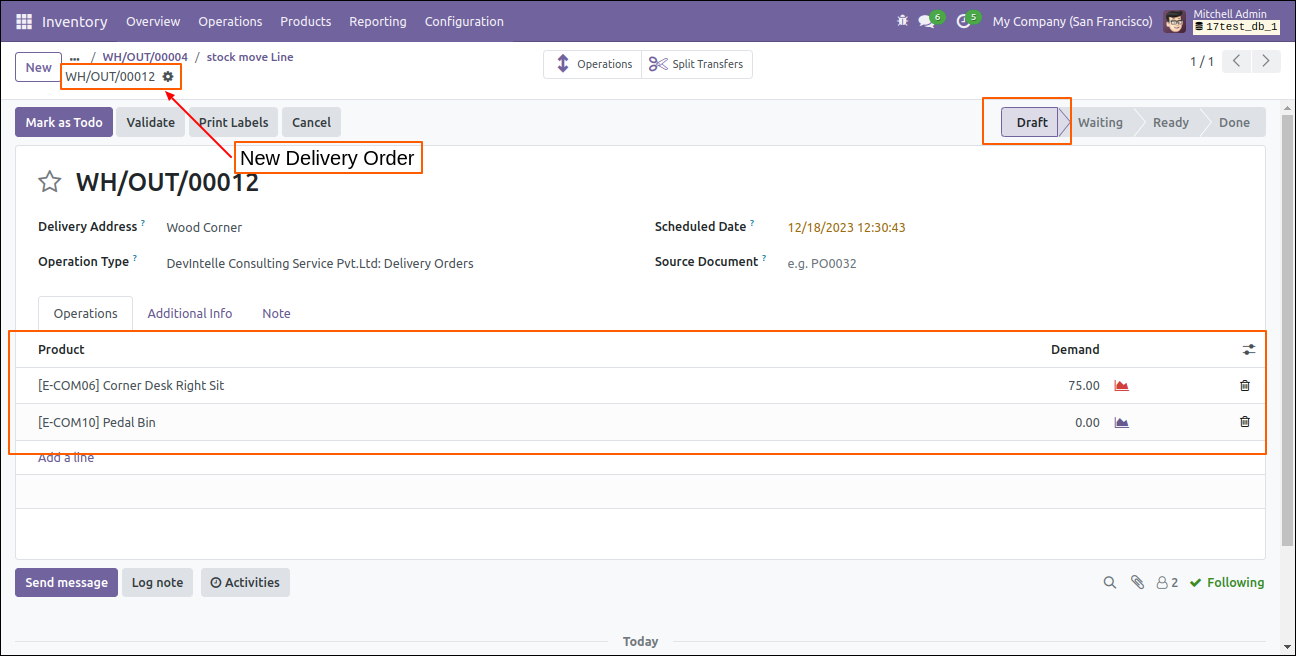 Inventory Overview Operations Products Reporting Configuration 6 5 My Company (San Francisco) Mitchell Admin
17test_db_1
New ... / WH/OUT/00004 / stock move Line
WH/OUT/00012
Operations Split Transfers
1 / 1
Mark as Todo Validate Print Labels Cancel
Draft Waiting Ready Done
New Delivery Order
WH/OUT/00012
Delivery Address ? Wood Corner
Scheduled Date ? 12/18/2023 12:30:43
Operation Type ? DevIntelle Consulting Service Pvt.Ltd: Delivery Orders
Source Document ? e.g. PO0032
Operations Additional Info Note
Product Demand
[E-COM06] Corner Desk Right Sit 75.00
[E-COM10] Pedal Bin 0.00
Add a line
Send message Log note Activities
2 Following
Today